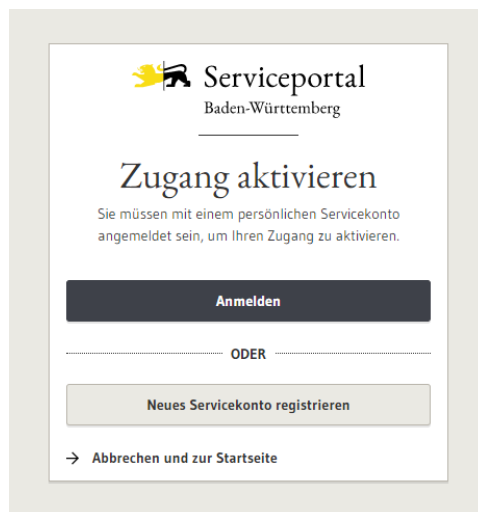 Serviceportal
Baden-Württemberg
Zugang aktivieren
Sie müssen mit einem persönlichen Servicekonto
angemeldet sein, um Ihren Zugang zu aktivieren.
Anmelden
ODER
Neues Servicekonto registrieren
→ Abbrechen und zur Startseite